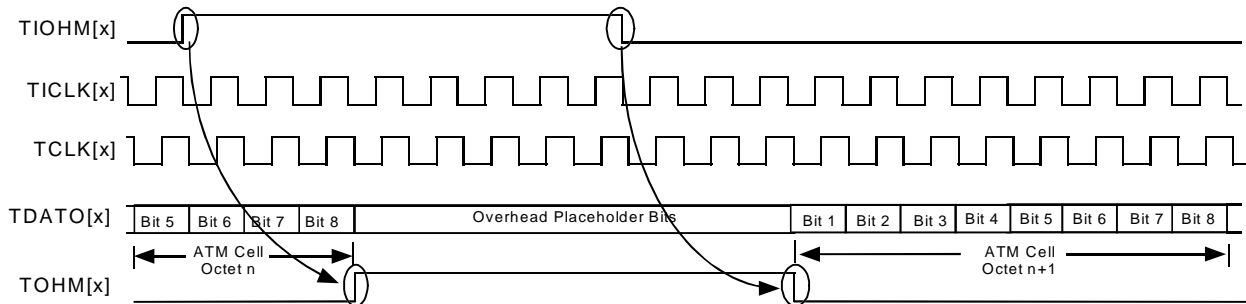 TIOHM[x]
TICLK[x]
TCLK[x]
TDATO[x] Bit 5 Bit 6 Bit 7 Bit 8 Overhead Placeholder Bits Bit 1 Bit 2 Bit 3 Bit 4 Bit 5 Bit 6 Bit 7 Bit 8
ATM Cell
Octet n
ATM Cell
Octet n+1
TOHM[x]